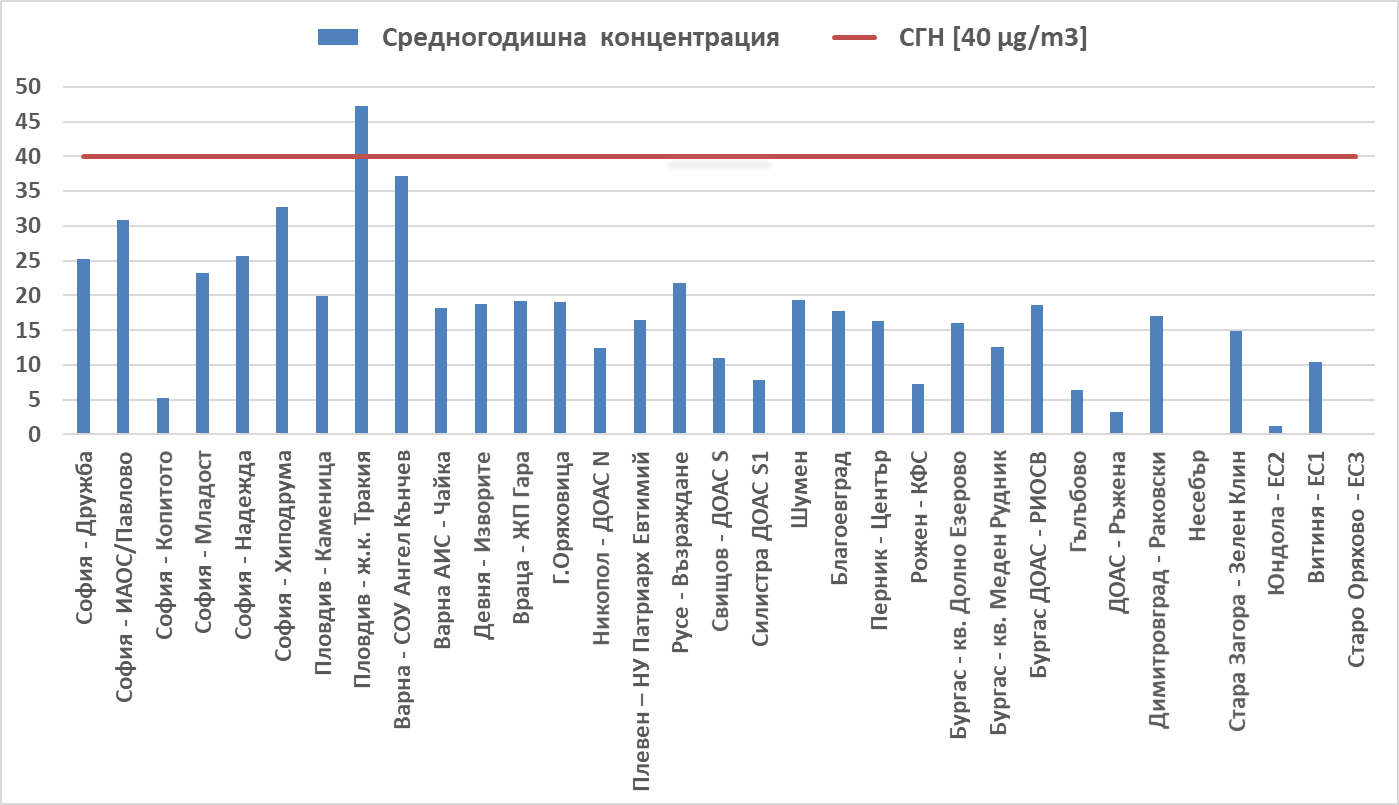 Средногодишна концентрация
СГН [40 µg/m3]
50
45
40
35
30
25
20
15
10
5
0
София - Дружба
София - ИАОС/Павлово
София - Копитото
София - Младост
София - Надежда
София - Хиподрума
Пловдив - Каменица
Пловдив - ж.к. Тракия
Варна - СОУ Ангел Кънчев
Варна АИС - Чайка
Девня - Изворите
Враца - ЖП Гара
Г.Оряховица
Никопол - ДОАС N
Плевен – НУ Патриарх Евтимий
Русе - Възраждане
Свищов - ДОАС S
Силистра ДОАС S1
Шумен
Благоевград
Перник - Център
Рожен - КФС
Бургас - кв. Долно Езерово
Бургас - кв. Меден Рудник
Бургас ДОАС - РИОСВ
Гълъбово
ДОАС - Ръжена
Димитровград - Раковски
Несебър
Стара Загора - Зелен Клин
Юндола - ЕС2
Витиня - ЕС1
Старо Оряхово - ЕС3